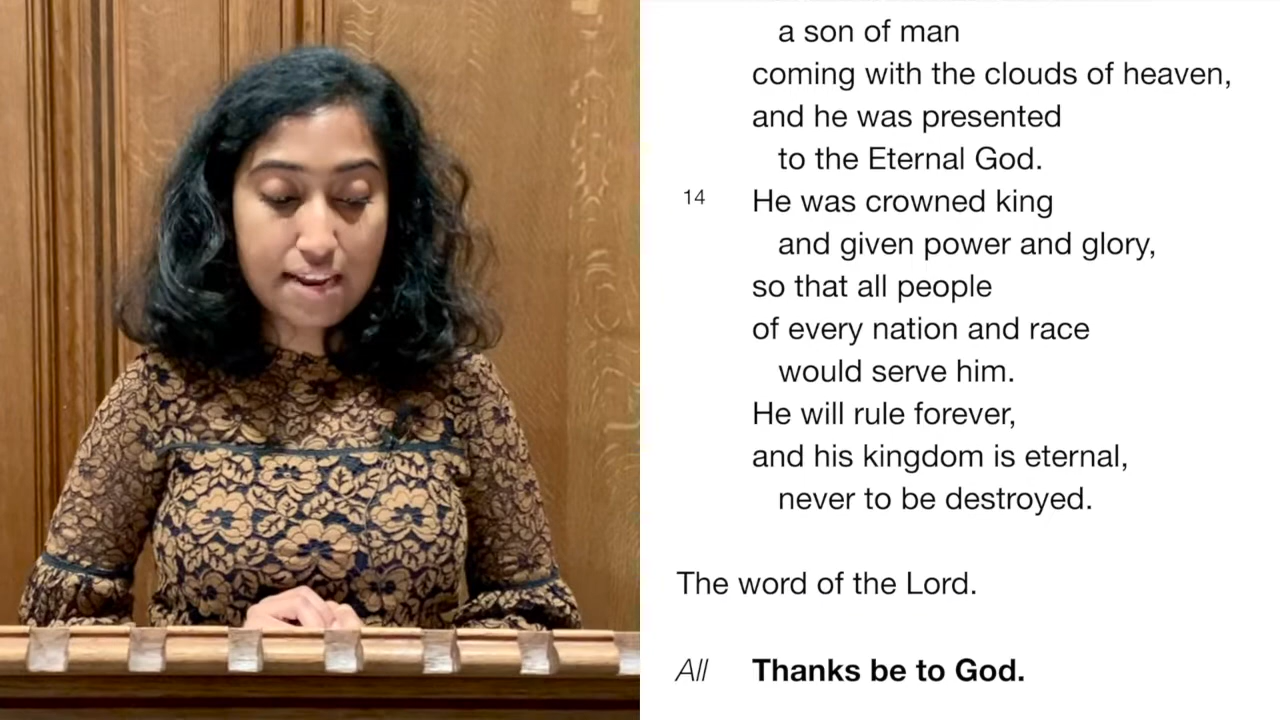 a son of man
coming with the clouds of heaven,
and he was presented
to the Eternal God.
14 He was crowned king
and given power and glory,
so that all people
of every nation and race
would serve him.
He will rule forever,
and his kingdom is eternal,
never to be destroyed.
The word of the Lord.
All Thanks be to God.